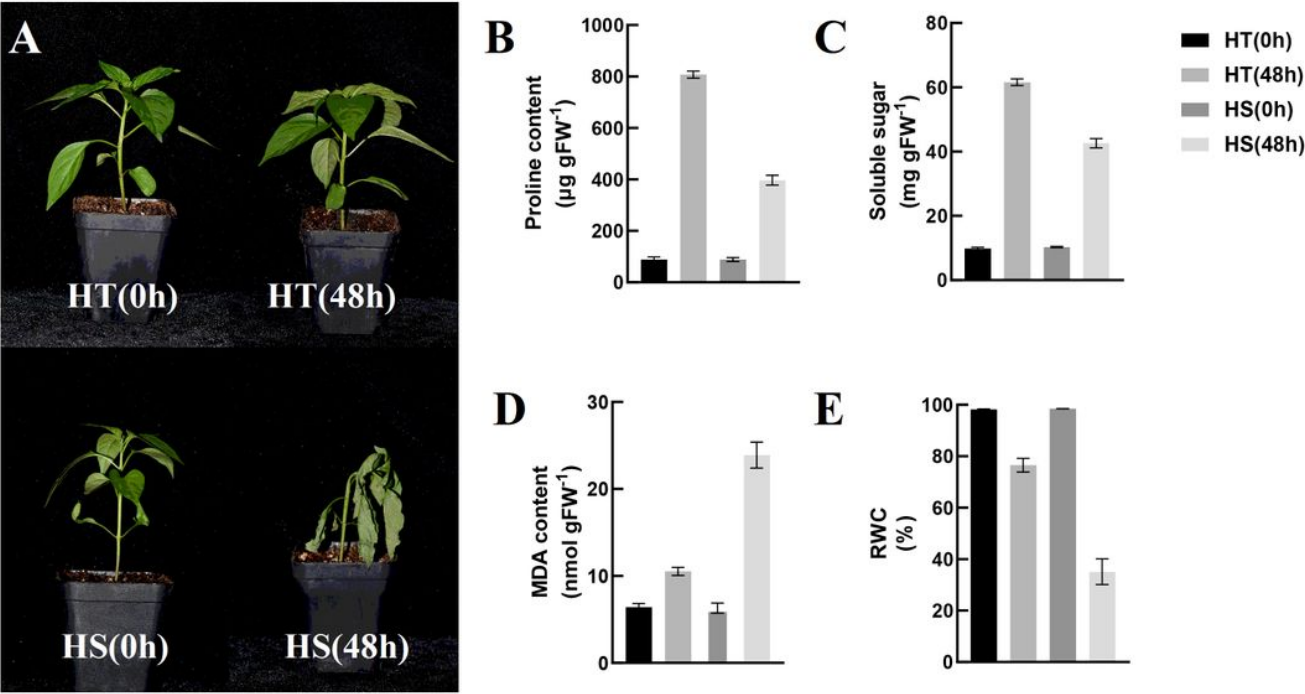 A
HT(0h)
HT(48h)
HS(0h)
HS(48h)
B
Proline content
(µg gFW⁻¹)
1000
800
600
400
200
0
C
Soluble sugar
(mg gFW⁻¹)
80
60
40
20
0
HT(0h)
HT(48h)
HS(0h)
HS(48h)
D
MDA content
(nmol gFW⁻¹)
30
20
10
0
E
RWC
(%)
100
80
60
40
20
0